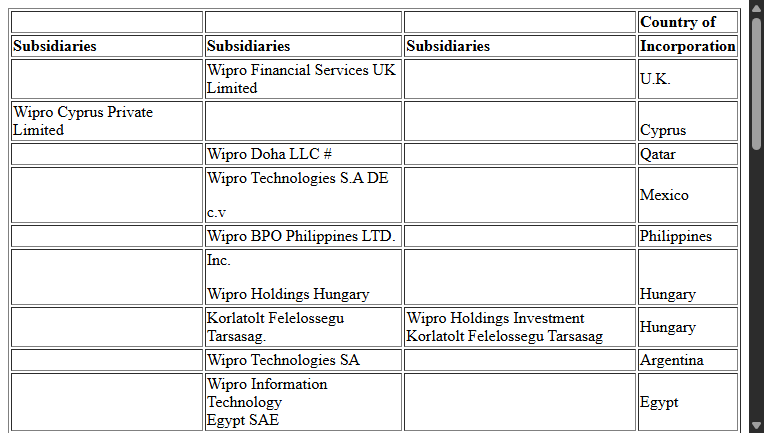 Country of
Subsidiaries Subsidiaries Subsidiaries Incorporation
Wipro Financial Services UK
Limited
U.K.
Wipro Cyprus Private
Limited
Cyprus
Wipro Doha LLC # Qatar
Wipro Technologies S.A DE
c.v
Mexico
Wipro BPO Philippines LTD. Philippines
Inc.
Wipro Holdings Hungary
Hungary
Korlatolt Felelossegu
Tarsasag.
Wipro Holdings Investment
Korlatolt Felelossegu Tarsasag
Hungary
Wipro Technologies SA Argentina
Wipro Information
Technology
Egypt SAE
Egypt